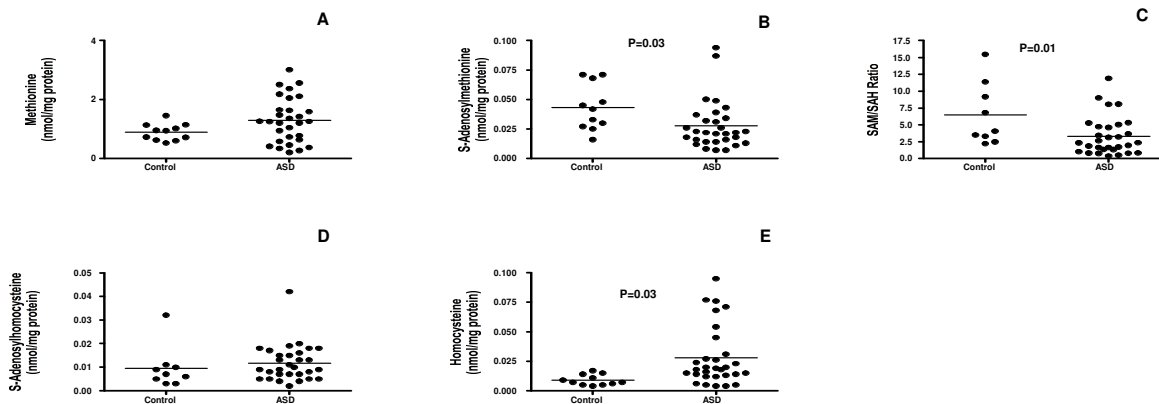 A
Methionine
(nmol/mg protein)
4
2
0
Control
ASD
B
P=0.03
S-Adenosylmethionine
(nmol/mg protein)
0.100
0.075
0.050
0.025
0.000
Control
ASD
C
P=0.01
SAM/SAH Ratio
17.5
15.0
12.5
10.0
7.5
5.0
2.5
0.0
Control
ASD
D
S-Adenosylhomocysteine
(nmol/mg protein)
0.05
0.04
0.03
0.02
0.01
0.00
Control
ASD
E
P=0.03
Homocysteine
(nmol/mg protein)
0.100
0.075
0.050
0.025
0.000
Control
ASD